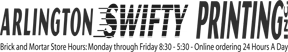 ARLINGTON SWIFTY PRINTING INC
Brick and Mortar Store Hours: Monday through Friday 8:30 - 5:30 - Online ordering 24 Hours A Day